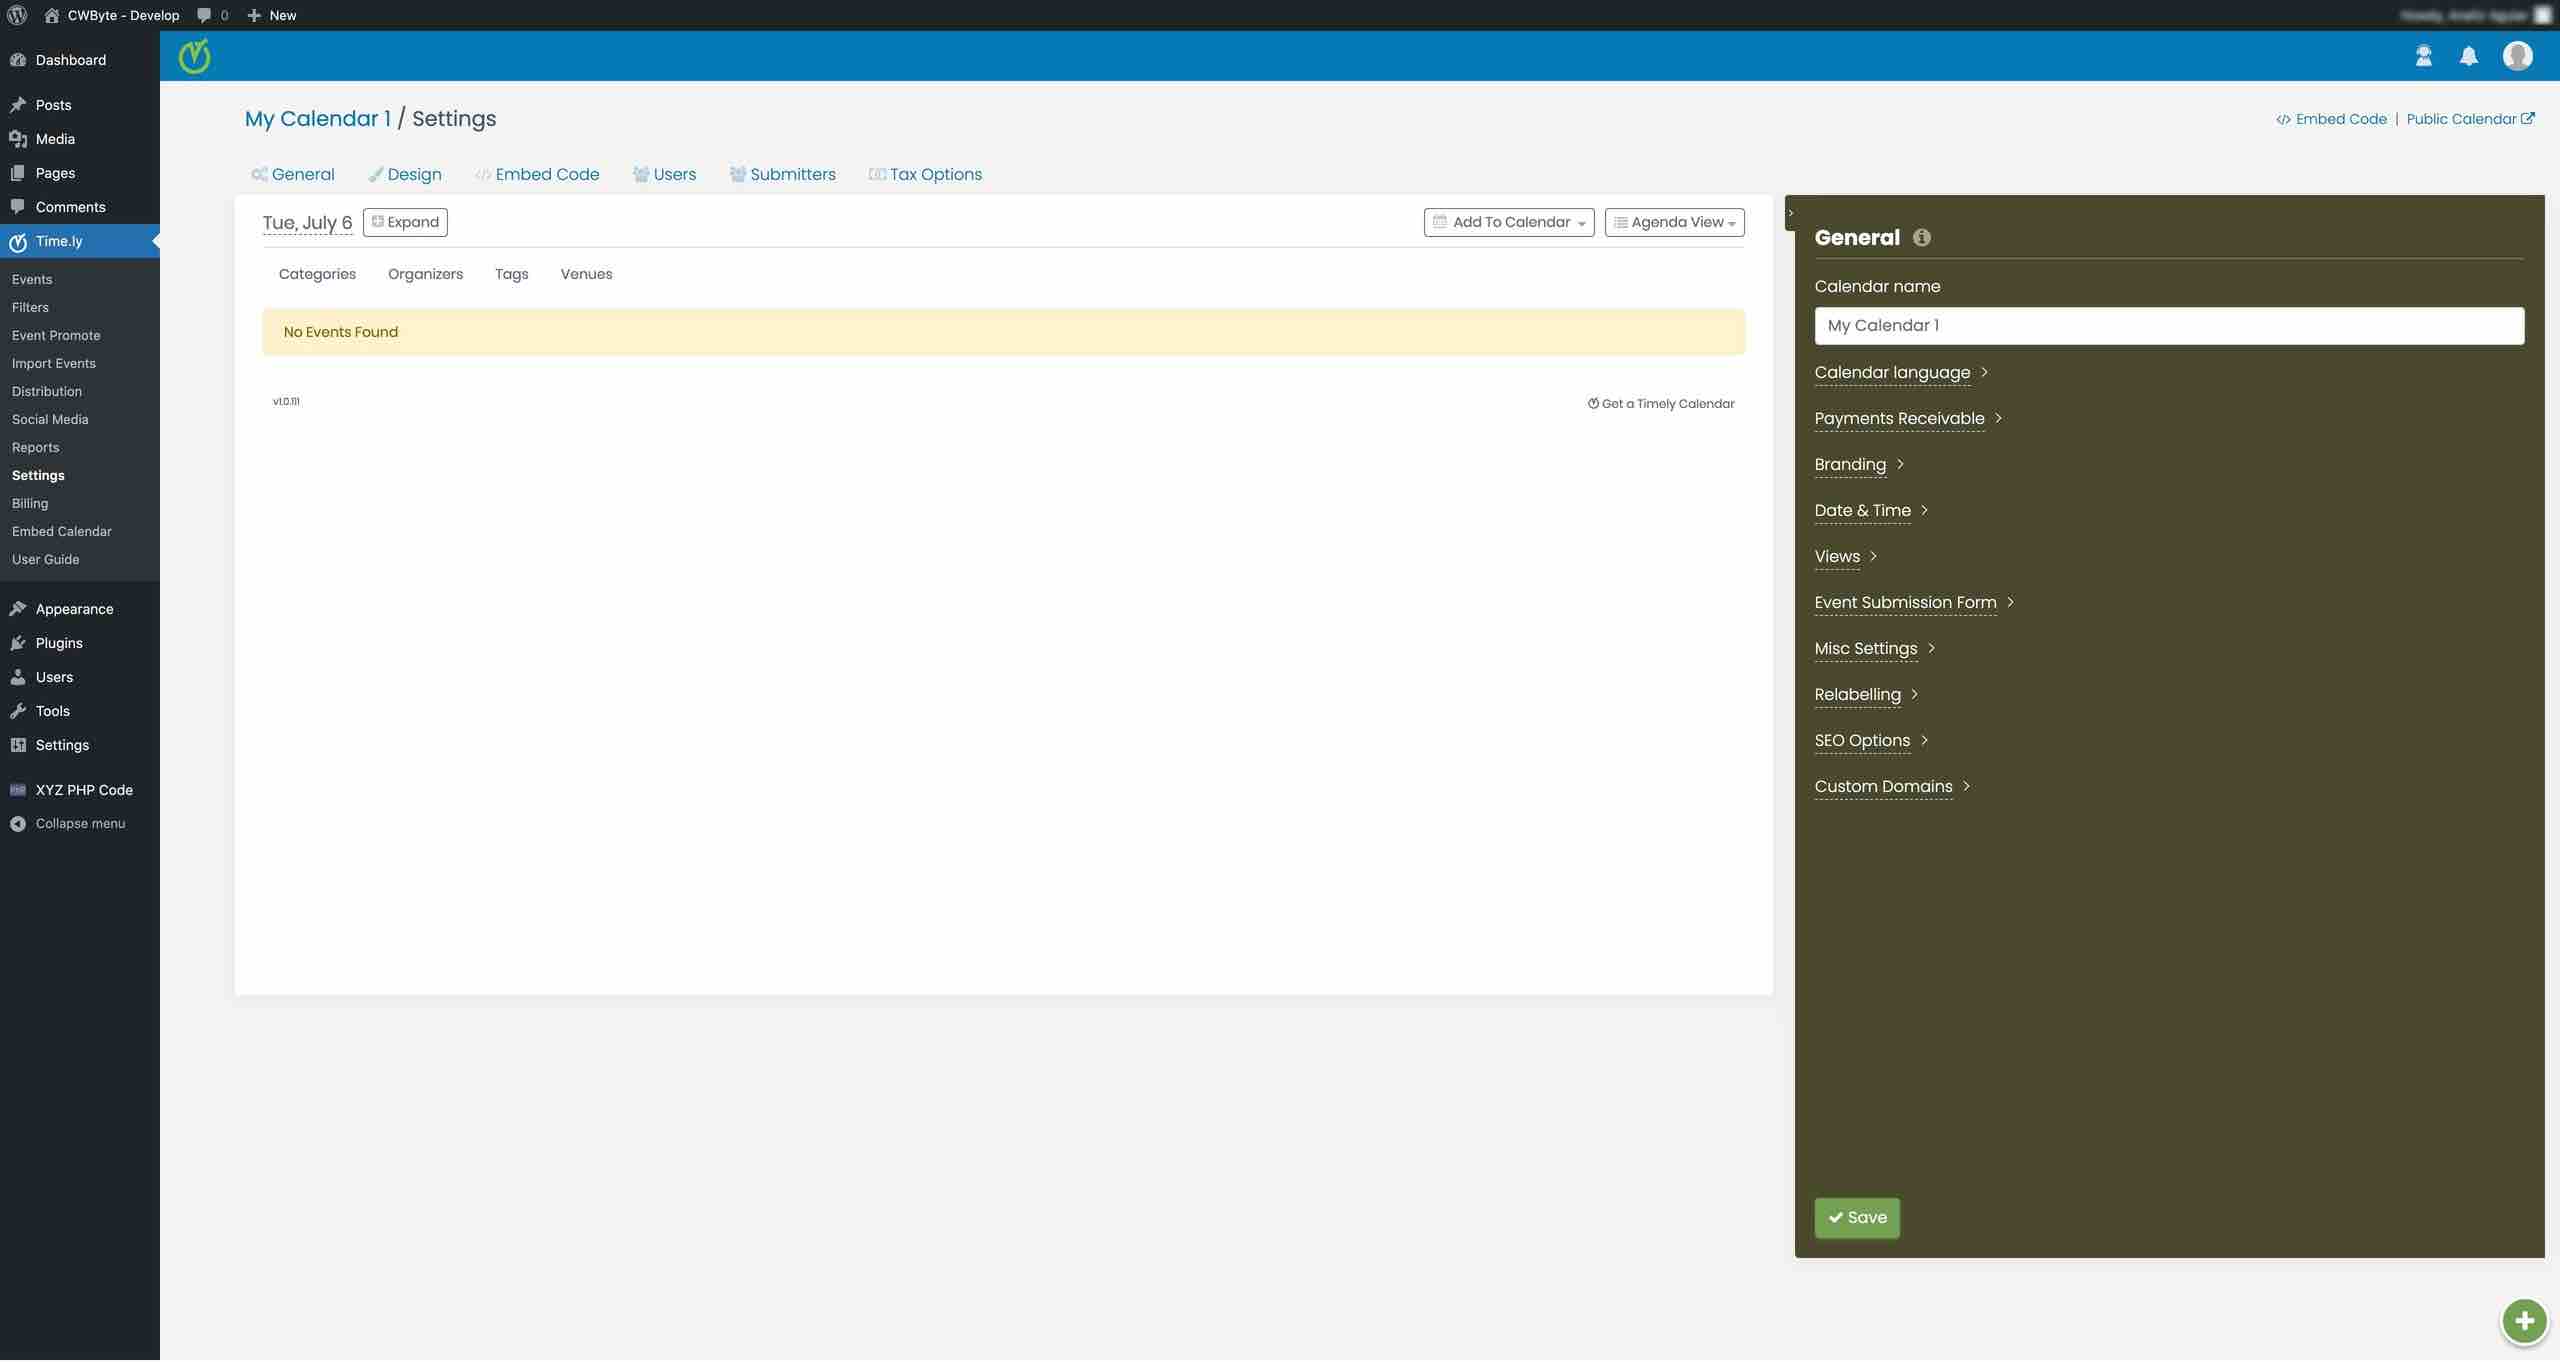 CWByte - Develop 0 New
Dashboard
Posts
Media
Pages
Comments
Time.ly
Events
Filters
Event Promote
Import Events
Distribution
Social Media
Reports
Settings
Billing
Embed Calendar
User Guide
Appearance
Plugins
Users
Tools
Settings
PHP XYZ PHP Code
Collapse menu
My Calendar 1 / Settings
</> Embed Code | Public Calendar
General Design </> Embed Code Users Submitters Tax Options
Tue, July 6 Expand Add To Calendar Agenda View
Categories Organizers Tags Venues
No Events Found
v1.0.111 Get a Timely Calendar
General
Calendar name
My Calendar 1
Calendar language >
Payments Receivable >
Branding >
Date & Time >
Views >
Event Submission Form >
Misc Settings >
Relabelling >
SEO Options >
Custom Domains >
Save